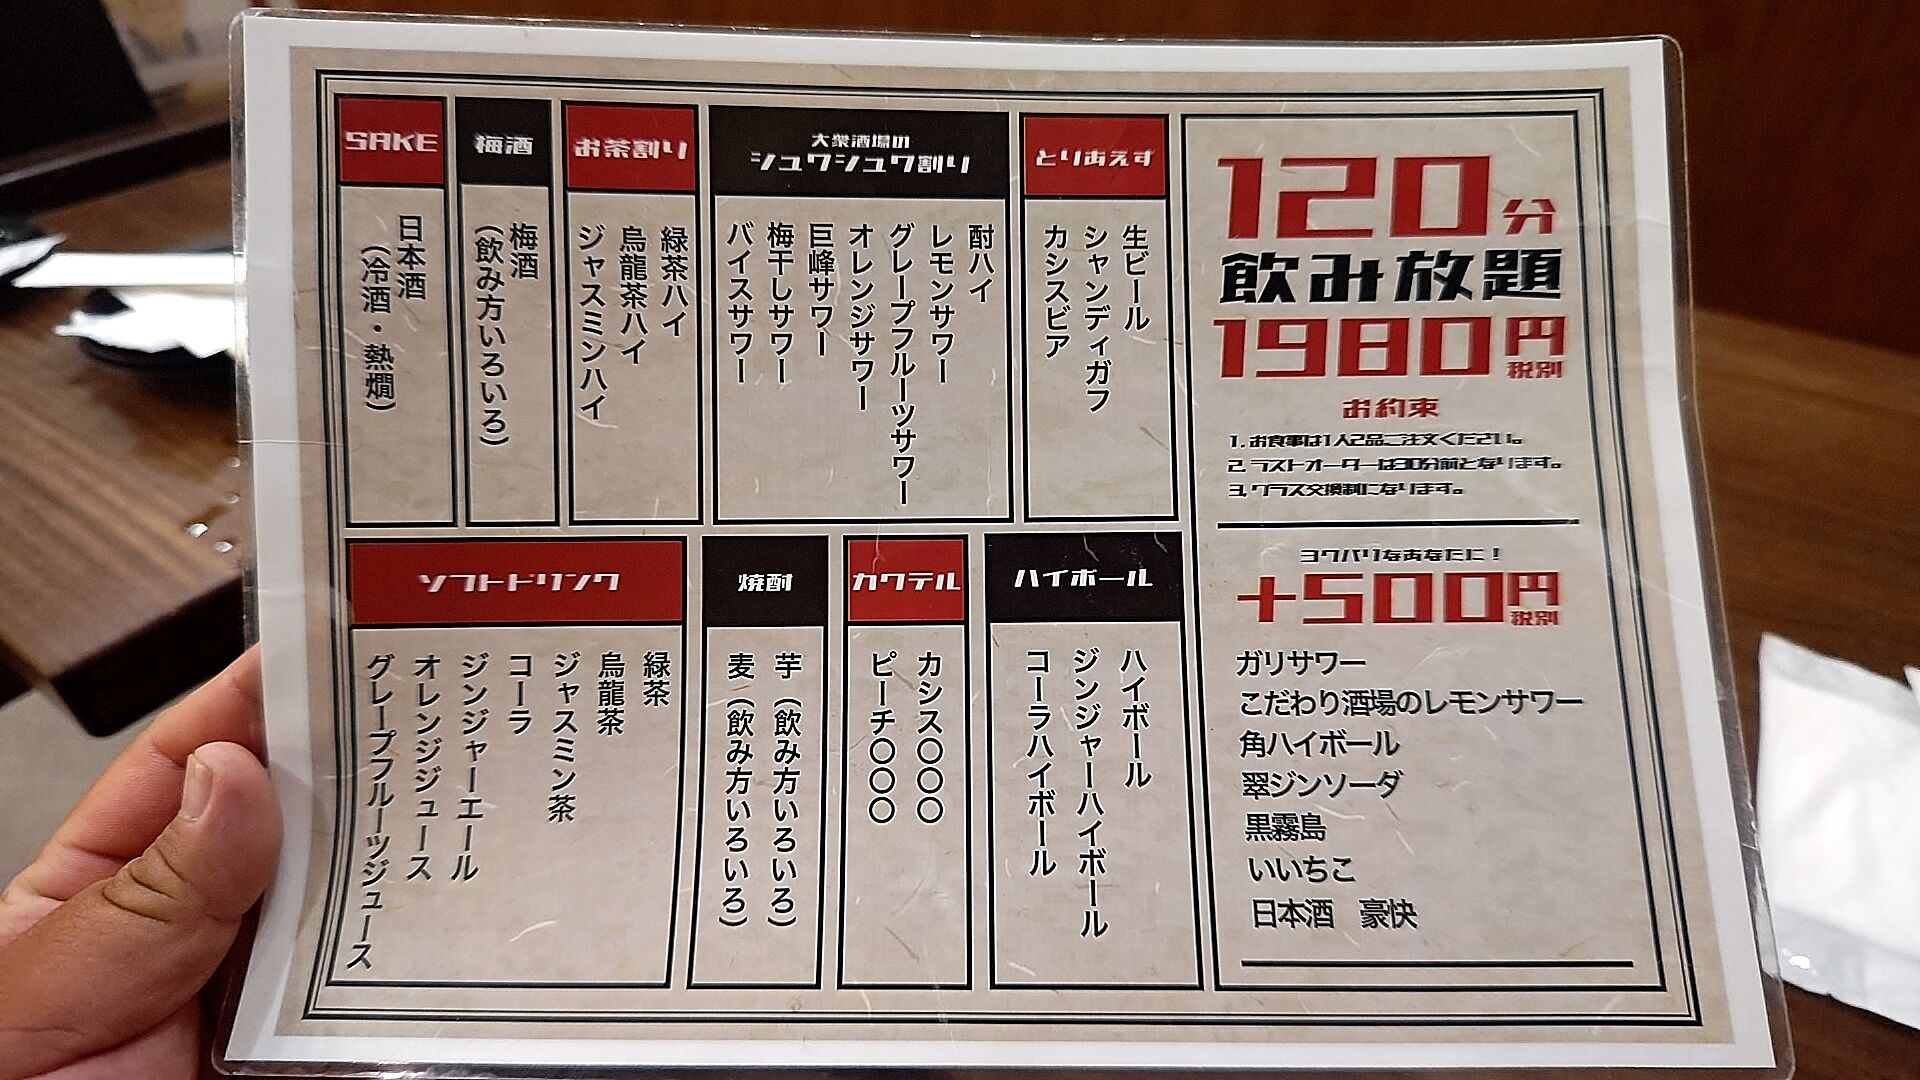 120分
飲み放題
1980円
税別
お約束
1.お食事は1人2品ご注文ください。
2.ラストオーダーは30分前となります。
3.グラス交換制になります。
ヨクバリなあなたに！
+500円
税別
ガリサワー
こだわり酒場のレモンサワー
角ハイボール
翠ジンソーダ
黒霧島
いいちこ
日本酒　豪快
とりあえず
生ビール
シャンディガフ
カシスビア
大衆酒場の
シュワシュワ割り
酎ハイ
レモンサワー
グレープフルーツサワー
オレンジサワー
巨峰サワー
梅干しサワー
バイスサワー
お茶割り
緑茶ハイ
烏龍茶ハイ
ジャスミンハイ
梅酒
梅酒
(飲み方いろいろ)
SAKE
日本酒
(冷酒・熱燗)
ハイボール
ハイボール
ジンジャーハイボール
コーラハイボール
カクテル
カシス〇〇〇
ピーチ〇〇〇
焼酎
芋(飲み方いろいろ)
麦(飲み方いろいろ)
ソフトドリンク
緑茶
烏龍茶
ジャスミン茶
コーラ
ジンジャーエール
オレンジジュース
グレープフルーツジュース